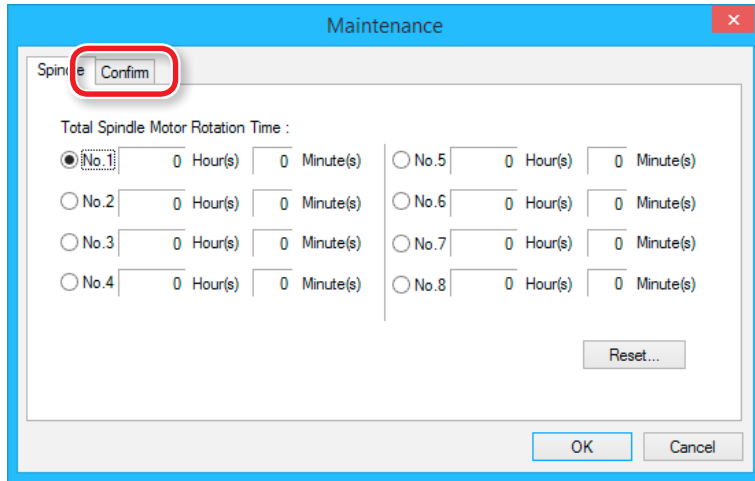 Maintenance
Spindle Confirm
Total Spindle Motor Rotation Time :
No.1 0 Hour(s) 0 Minute(s) No.5 0 Hour(s) 0 Minute(s)
No.2 0 Hour(s) 0 Minute(s) No.6 0 Hour(s) 0 Minute(s)
No.3 0 Hour(s) 0 Minute(s) No.7 0 Hour(s) 0 Minute(s)
No.4 0 Hour(s) 0 Minute(s) No.8 0 Hour(s) 0 Minute(s)
Reset...
OK Cancel